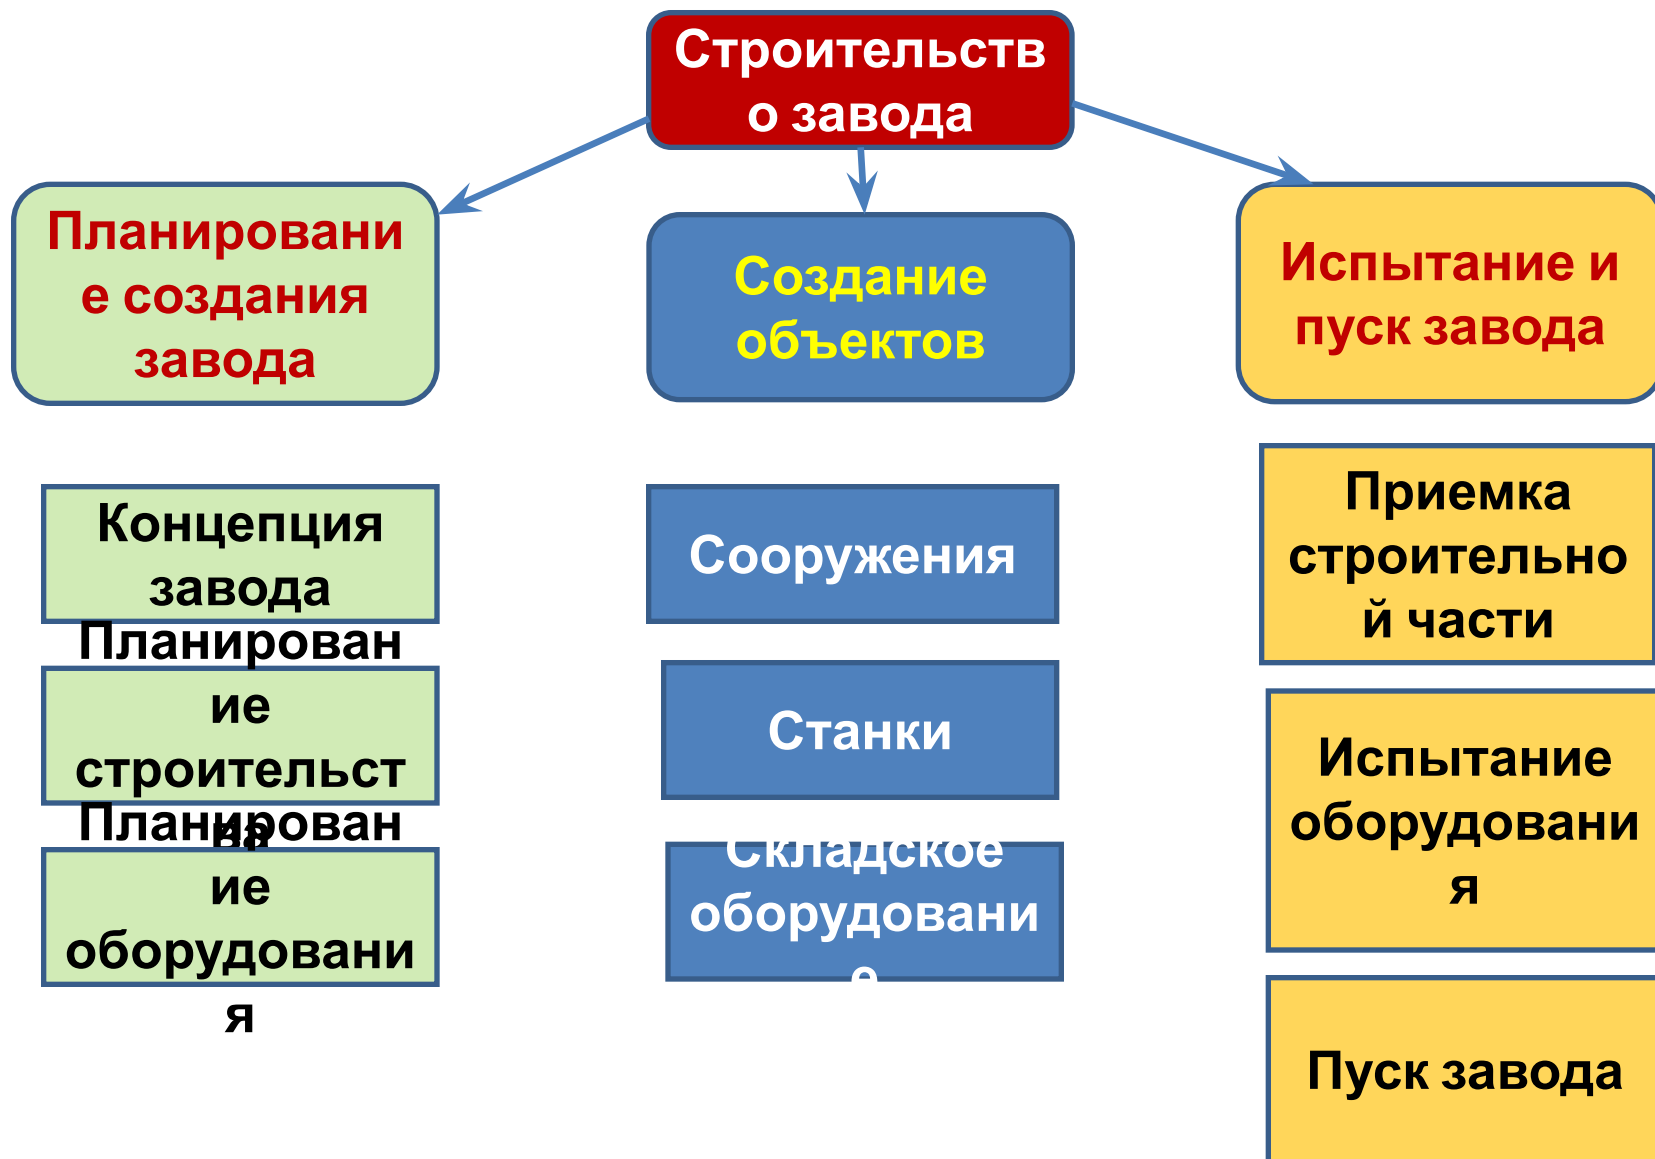 Строительств
о завода
Планировани
е создания
завода
Создание
объектов
Испытание и
пуск завода
Концепция
завода
Планирован
ие
строительст
ва
Планирован
ие
оборудовани
я
Сооружения
Станки
Складское
оборудовани
е
Приемка
строительно
й части
Испытание
оборудовани
я
Пуск завода